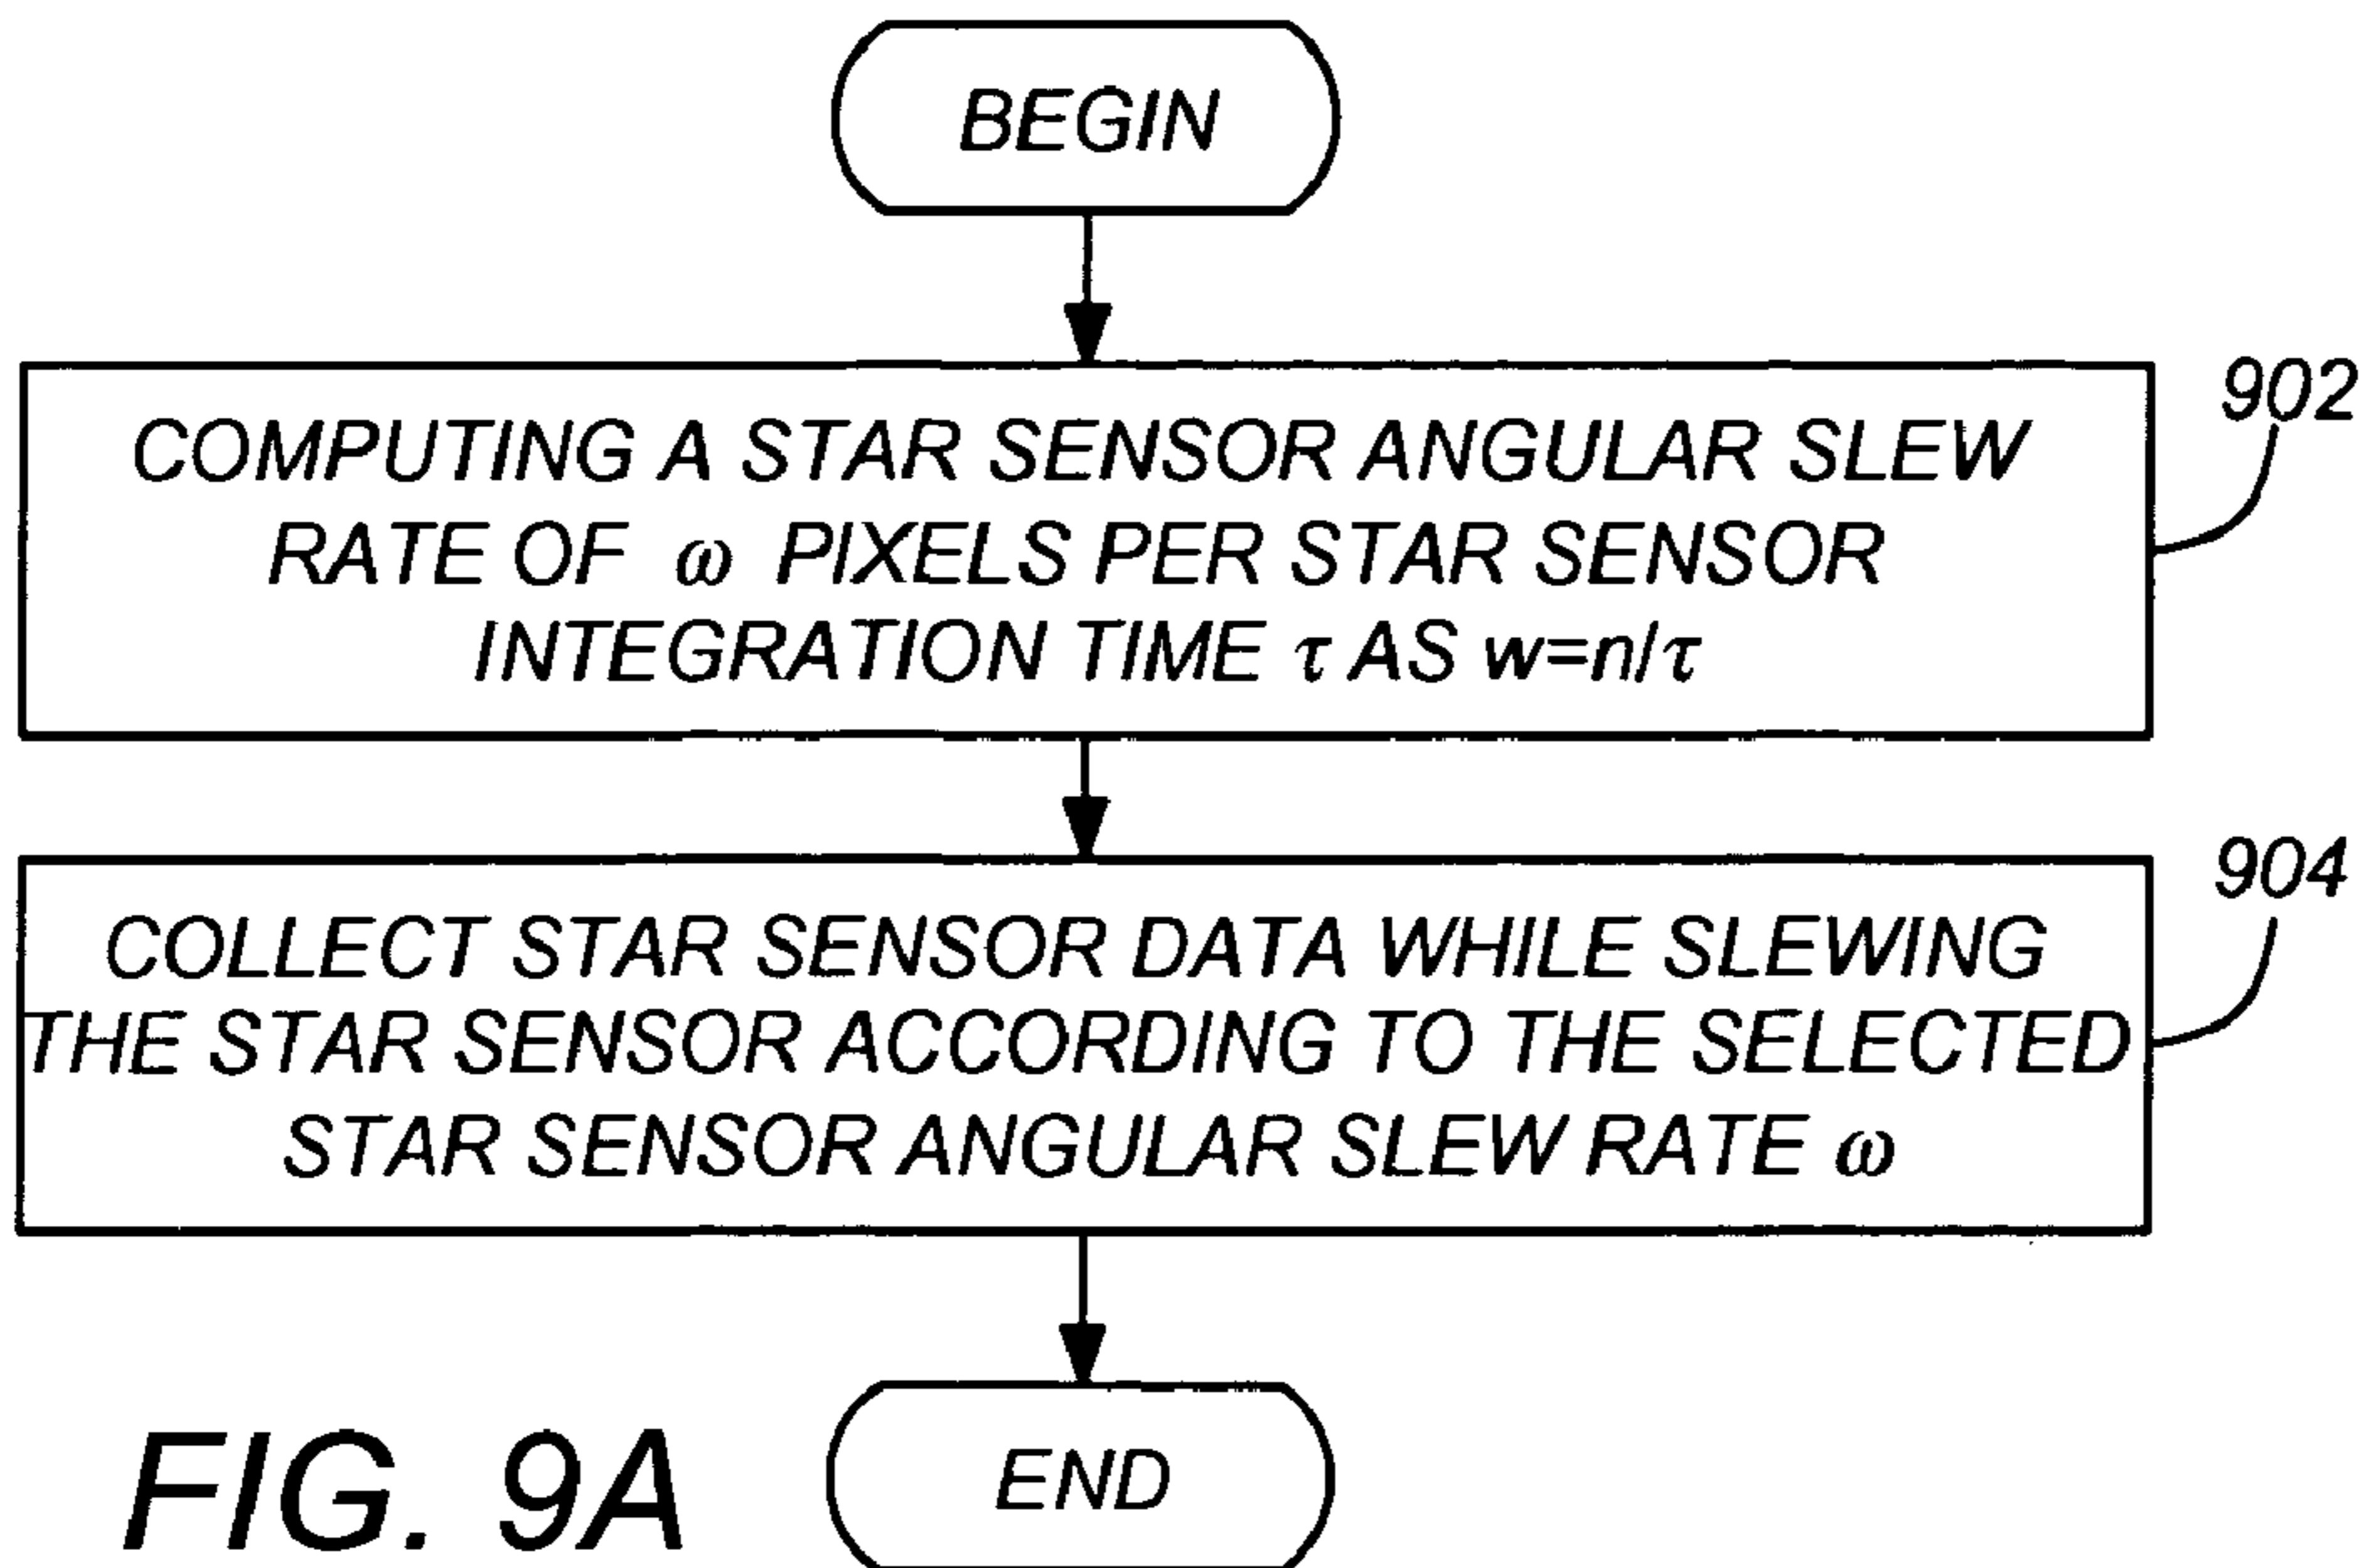 BEGIN
COMPUTING A STAR SENSOR ANGULAR SLEW
RATE OF ω PIXELS PER STAR SENSOR
INTEGRATION TIME τ AS w=n/τ
902
COLLECT STAR SENSOR DATA WHILE SLEWING
THE STAR SENSOR ACCORDING TO THE SELECTED
STAR SENSOR ANGULAR SLEW RATE ω
904
END
FIG. 9A